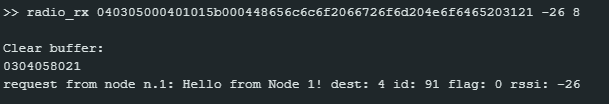 >> radio_rx 040305000401015b000448656c6c6f2066726f6d204e6f6465203121 -26 8
Clear buffer:
0304058021
request from node n.1: Hello from Node 1! dest: 4 id: 91 flag: 0 rssi: -26